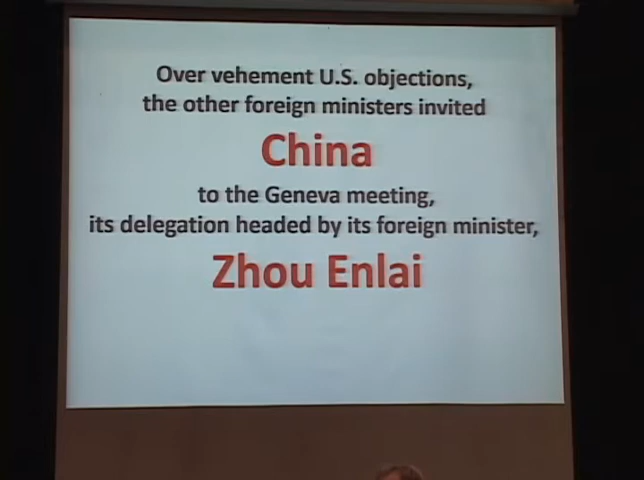 Over vehement U.S. objections,
the other foreign ministers invited
China
to the Geneva meeting,
its delegation headed by its foreign minister,
Zhou Enlai